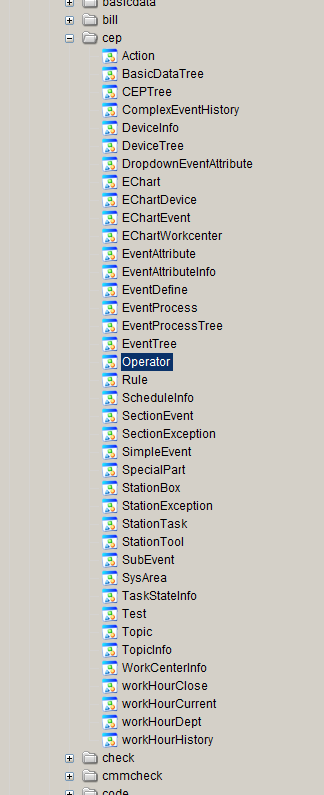 basicdata
bill
cep
Action
BasicDataTree
CEPTree
ComplexEventHistory
DeviceInfo
DeviceTree
DropdownEventAttribute
EChart
EChartDevice
EChartEvent
EChartWorkcenter
EventAttribute
EventAttributeInfo
EventDefine
EventProcess
EventProcessTree
EventTree
Operator
Rule
ScheduleInfo
SectionEvent
SectionException
SimpleEvent
SpecialPart
StationBox
StationException
StationTask
StationTool
SubEvent
SysArea
TaskStateInfo
Test
Topic
TopicInfo
WorkCenterInfo
workHourClose
workHourCurrent
workHourDept
workHourHistory
check
cmmcheck
code